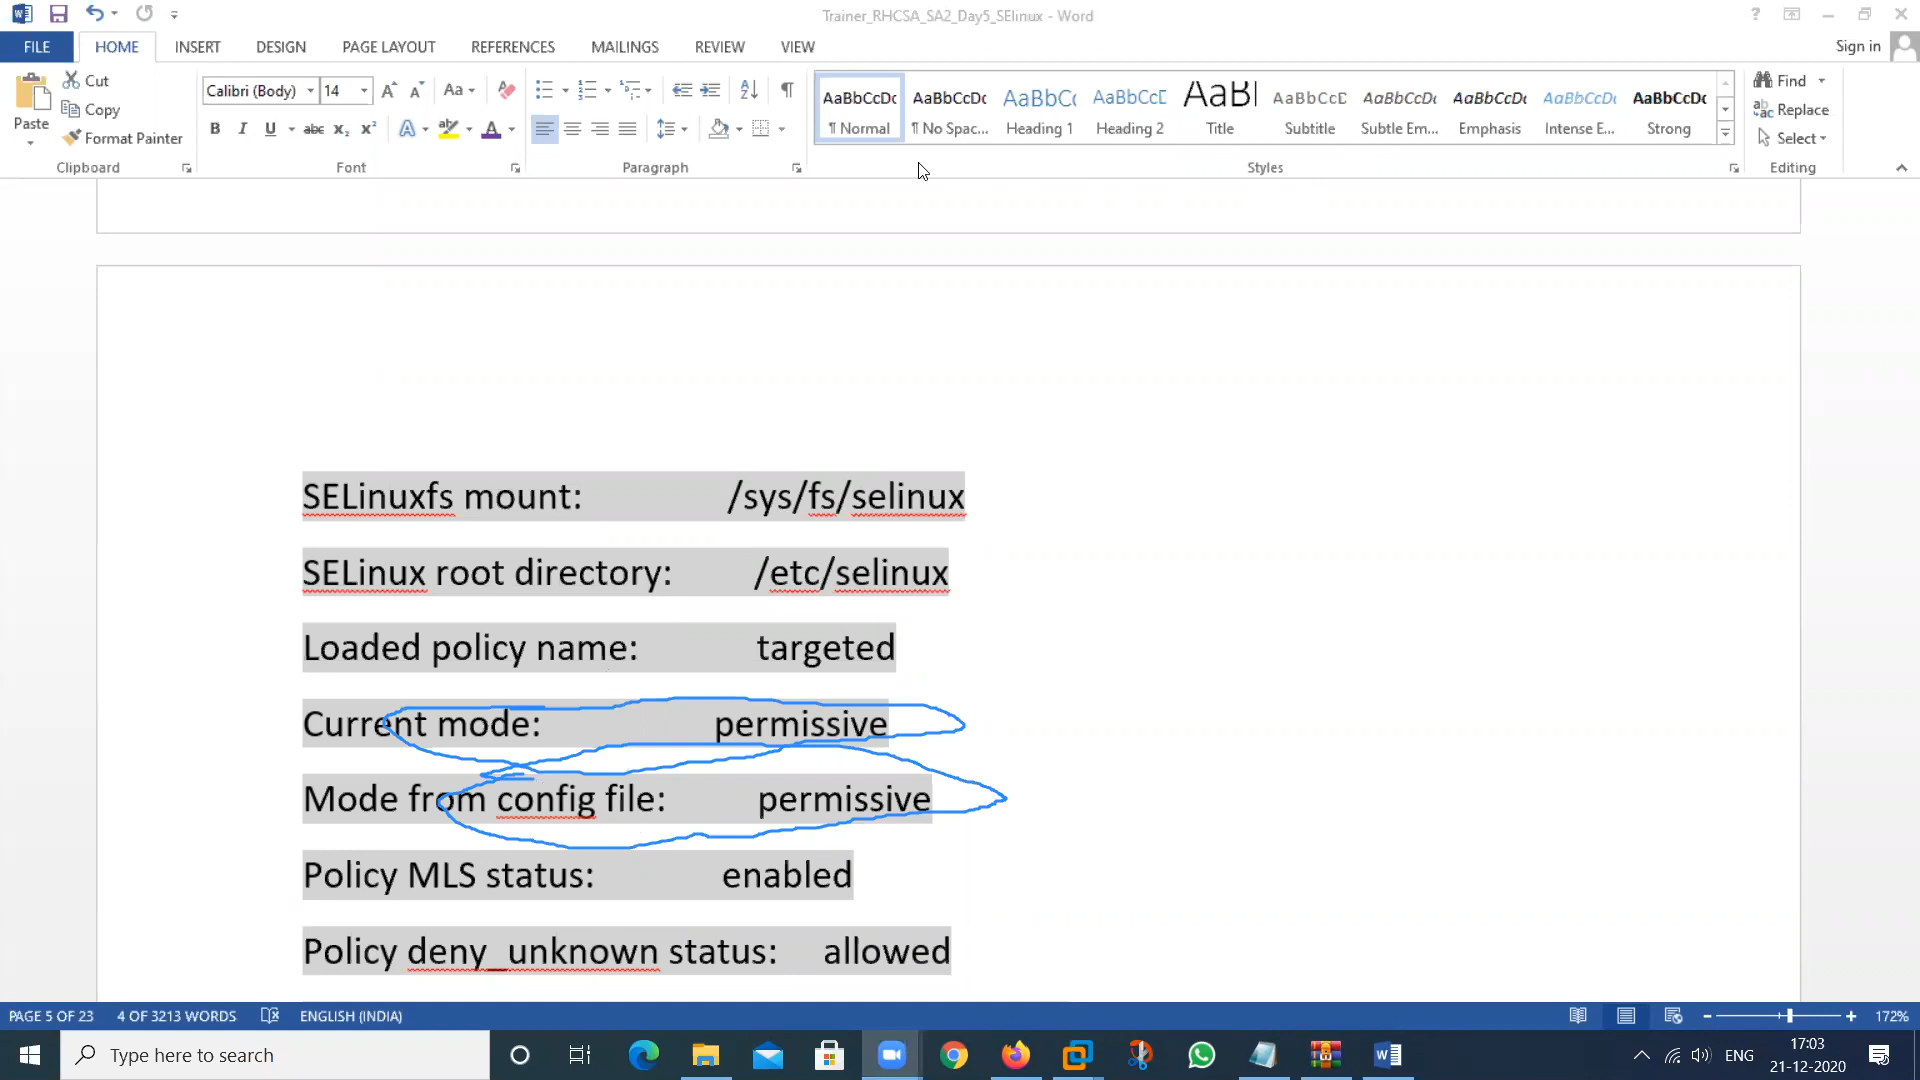 Trainer_RHCSA_SA2_Day5_SElinux - Word
FILE HOME INSERT DESIGN PAGE LAYOUT REFERENCES MAILINGS REVIEW VIEW Sign in
Paste Cut Copy Format Painter
Calibri (Body) 14
AaBbCcDc AaBbCcDc AaBbCc AaBbCcD AaBl AaBbCcD AaBbCcDc AaBbCcDc AaBbCcDc AaBbCcDc
¶ Normal ¶ No Spac... Heading 1 Heading 2 Title Subtitle Subtle Em... Emphasis Intense E... Strong
Find
Replace
Select
Clipboard Font Paragraph Styles Editing
SELinuxfs mount: /sys/fs/selinux
SELinux root directory: /etc/selinux
Loaded policy name: targeted
Current mode: permissive
Mode from config file: permissive
Policy MLS status: enabled
Policy deny_unknown status: allowed
PAGE 5 OF 23 4 OF 3213 WORDS ENGLISH (INDIA) 172%
Type here to search
ENG
17:03
21-12-2020